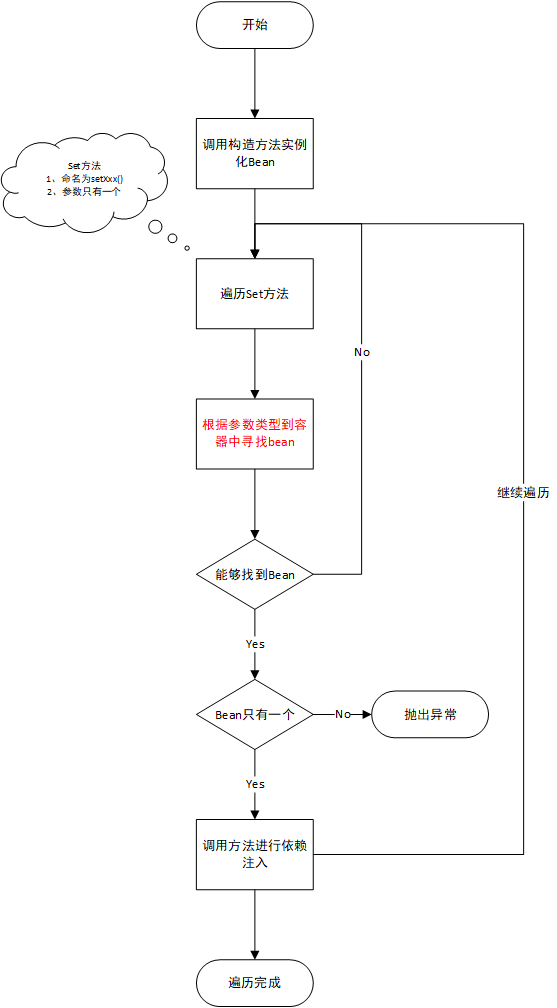 开始
调用构造方法实例
化Bean
Set方法
1、命名为setXxx()
2、参数只有一个
遍历Set方法
No
根据参数类型到容
器中寻找bean
继续遍历
能够找到Bean
Yes
Bean只有一个
No
抛出异常
Yes
调用方法进行依赖
注入
遍历完成